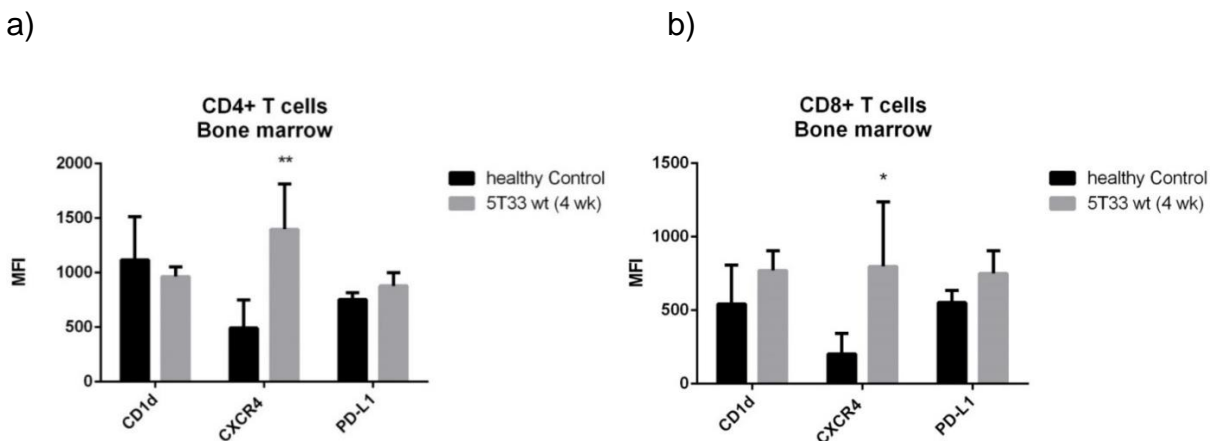 a)
CD4+ T cells
Bone marrow
MFI
2000
1500
1000
500
0
**
CD1d
CXCR4
PD-L1
healthy Control
5T33 wt (4 wk)
b)
CD8+ T cells
Bone marrow
MFI
1500
1000
500
0
*
CD1d
CXCR4
PD-L1
healthy Control
5T33 wt (4 wk)